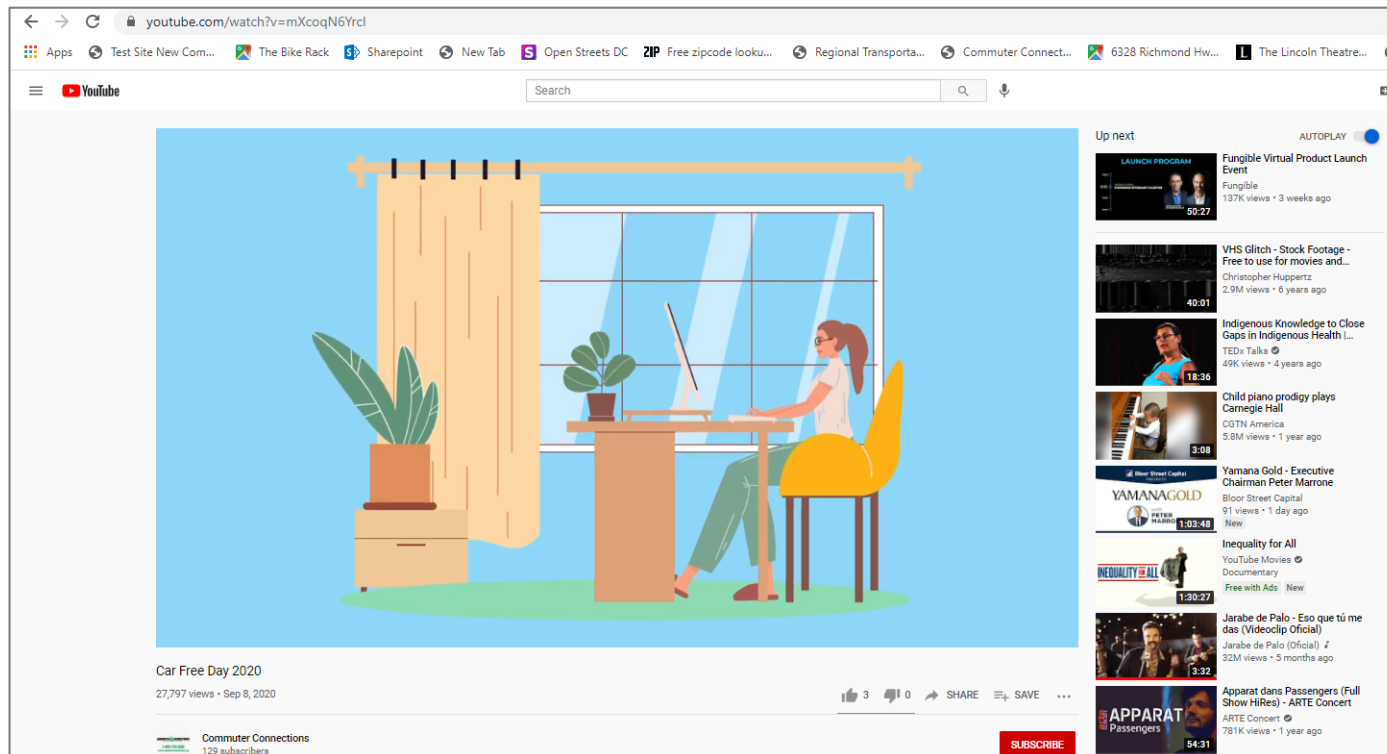 youtube.com/watch?v=mXcoqN6YrcI
Apps Test Site New Com... The Bike Rack Sharepoint New Tab Open Streets DC ZIP Free zipcode looku... Regional Transporta... Commuter Connect... 6328 Richmond Hw... The Lincoln Theatre...
YouTube
Search
Car Free Day 2020
27,797 views • Sep 8, 2020
3 0 SHARE SAVE ...
Commuter Connections
129 subscribers
SUBSCRIBE
Up next AUTOPLAY
LAUNCH PROGRAM
50:27
Fungible Virtual Product Launch
Event
Fungible
137K views • 3 weeks ago
40:01
VHS Glitch - Stock Footage -
Free to use for movies and...
Christopher Huppertz
2.9M views • 6 years ago
18:36
Indigenous Knowledge to Close
Gaps in Indigenous Health |...
TEDx Talks
49K views • 4 years ago
3:08
Child piano prodigy plays
Carnegie Hall
CGTN America
5.8M views • 1 year ago
Bloor Street Capital
YAMANAGOLD
PETER
1:03:48
Yamana Gold - Executive
Chairman Peter Marrone
Bloor Street Capital
91 views • 1 day ago
New
INEQUALITY FOR ALL
1:30:27
Inequality for All
YouTube Movies
Documentary
Free with Ads New
3:32
Jarabe de Palo - Eso que tú me
das (Videoclip Oficial)
Jarabe de Palo (Oficial)
32M views • 5 months ago
APPARAT
Passengers
54:31
Apparat dans Passengers (Full
Show HiRes) - ARTE Concert
ARTE Concert
781K views • 1 year ago